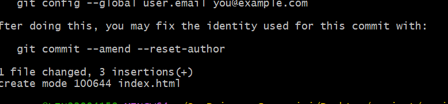 git config --global user.email you@example.com
fter doing this, you may fix the identity used for this commit with:
git commit --amend --reset-author
1 file changed, 3 insertions(+)
create mode 100644 index.html